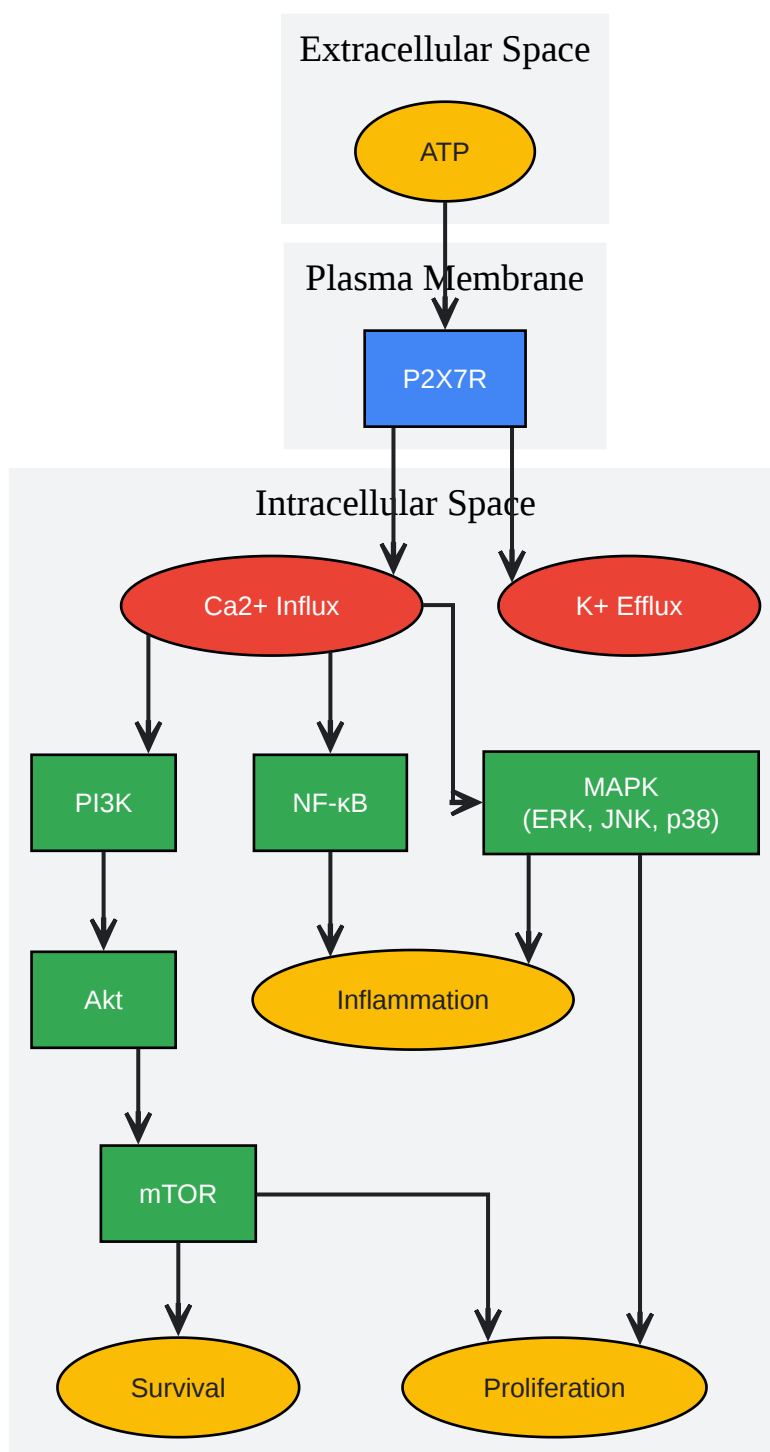 Extracellular Space
ATP
Plasma Membrane
P2X7R
Intracellular Space
Ca2+ Influx
K+ Efflux
PI3K
NF-κB
MAPK
(ERK, JNK, p38)
Akt
Inflammation
mTOR
Survival
Proliferation